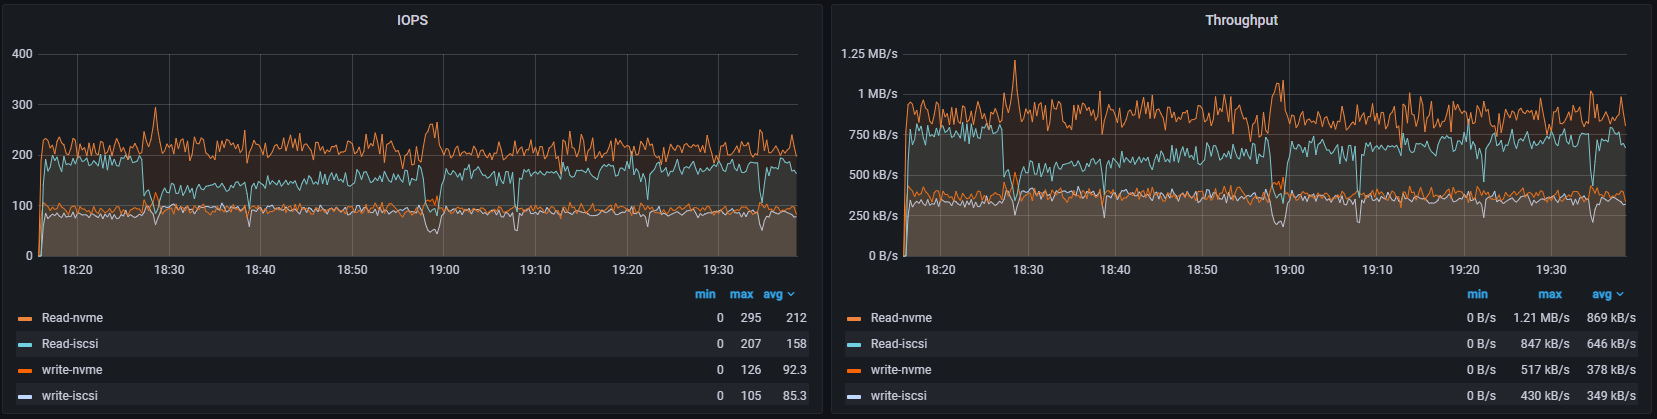 IOPS
400
300
200
100
0
18:20 18:30 18:40 18:50 19:00 19:10 19:20 19:30
min max avg
Read-nvme 0 295 212
Read-iscsi 0 207 158
write-nvme 0 126 92.3
write-iscsi 0 105 85.3
Throughput
1.25 MB/s
1 MB/s
750 kB/s
500 kB/s
250 kB/s
0 B/s
18:20 18:30 18:40 18:50 19:00 19:10 19:20 19:30
min max avg
Read-nvme 0 B/s 1.21 MB/s 869 kB/s
Read-iscsi 0 B/s 847 kB/s 646 kB/s
write-nvme 0 B/s 517 kB/s 378 kB/s
write-iscsi 0 B/s 430 kB/s 349 kB/s